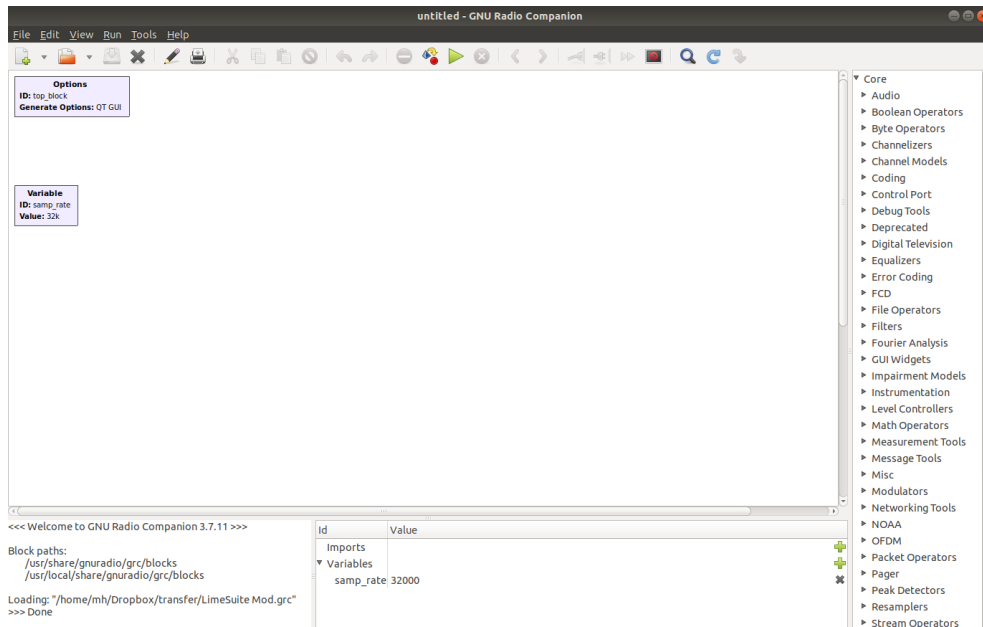 untitled - GNU Radio Companion
File Edit View Run Tools Help
Options
ID: top_block
Generate Options: QT GUI
Variable
ID: samp_rate
Value: 32k
Core
Audio
Boolean Operators
Byte Operators
Channelizers
Channel Models
Coding
Control Port
Debug Tools
Deprecated
Digital Television
Equalizers
Error Coding
FCD
File Operators
Filters
Fourier Analysis
GUI Widgets
Impairment Models
Instrumentation
Level Controllers
Math Operators
Measurement Tools
Message Tools
Misc
Modulators
Networking Tools
NOAA
OFDM
Packet Operators
Pager
Peak Detectors
Resamplers
Stream Operators
<<< Welcome to GNU Radio Companion 3.7.11 >>>
Block paths:
/usr/share/gnuradio/grc/blocks
/usr/local/share/gnuradio/grc/blocks
Loading: "/home/mh/Dropbox/transfer/LimeSuite Mod.grc"
>>> Done
Id Value
Imports
Variables
samp_rate 32000